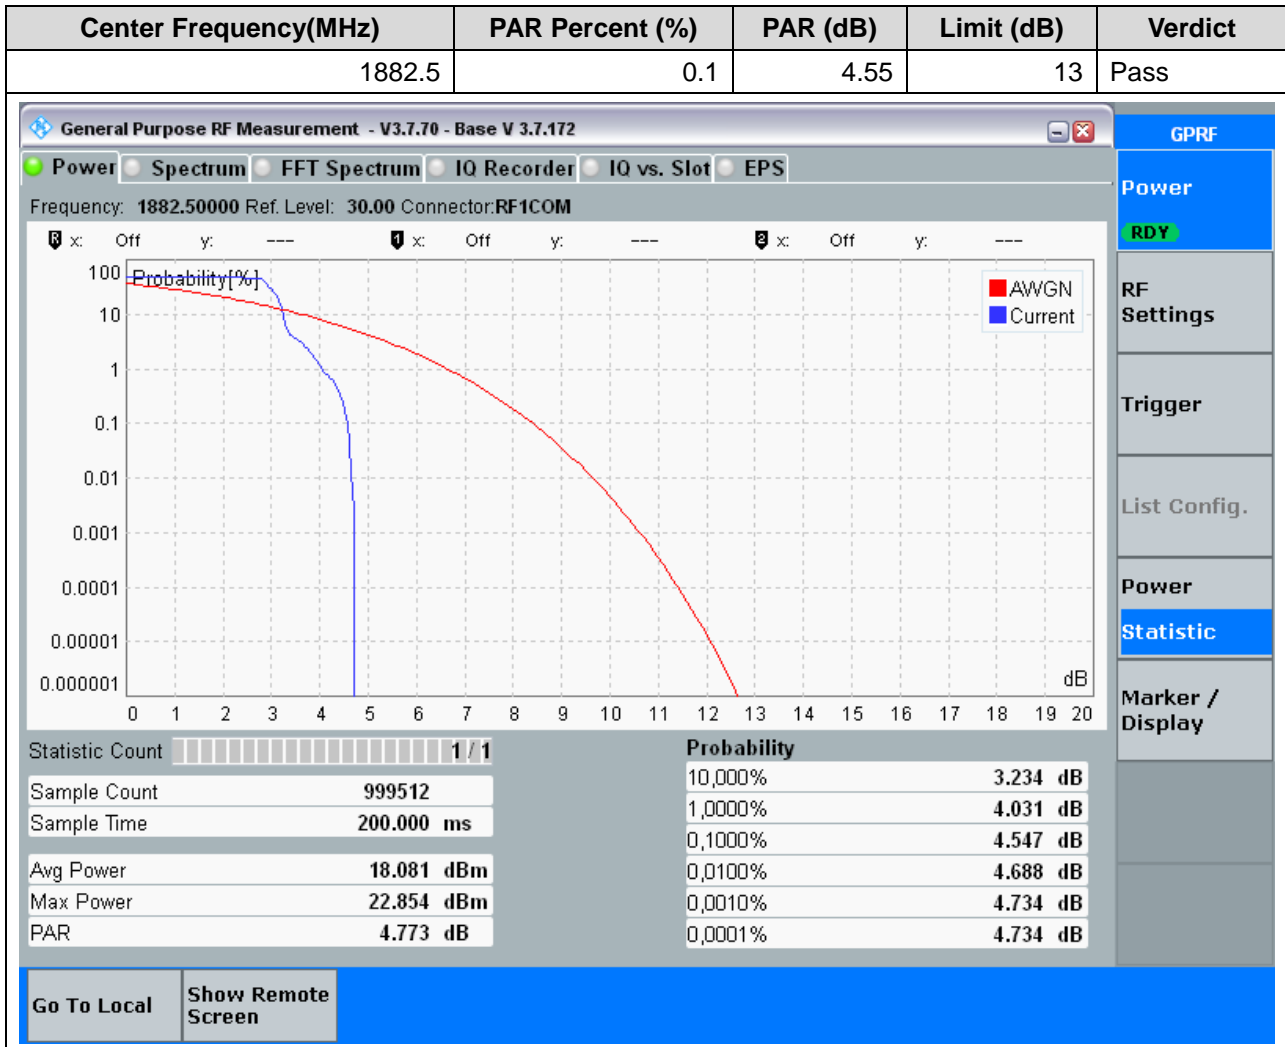 Center Frequency(MHz) PAR Percent (%) PAR (dB) Limit (dB) Verdict
1882.5 0.1 4.55 13 Pass
General Purpose RF Measurement - V3.7.70 - Base V 3.7.172
GPRF
Power Spectrum FFT Spectrum IQ Recorder IQ vs. Slot EPS
Power
RDY
Frequency: 1882.50000 Ref. Level: 30.00 Connector:RF1COM
R x: Off y: --- 1 x: Off y: --- 2 x: Off y: ---
Probability[%]
AWGN
Current
100
10
1
0.1
0.01
0.001
0.0001
0.00001
0.000001
dB
0 1 2 3 4 5 6 7 8 9 10 11 12 13 14 15 16 17 18 19 20
RF
Settings
Trigger
List Config.
Power
Statistic
Marker /
Display
Statistic Count 1 / 1
Sample Count 999512
Sample Time 200.000 ms
Avg Power 18.081 dBm
Max Power 22.854 dBm
PAR 4.773 dB
Probability
10,000% 3.234 dB
1,0000% 4.031 dB
0,1000% 4.547 dB
0,0100% 4.688 dB
0,0010% 4.734 dB
0,0001% 4.734 dB
Go To Local
Show Remote
Screen